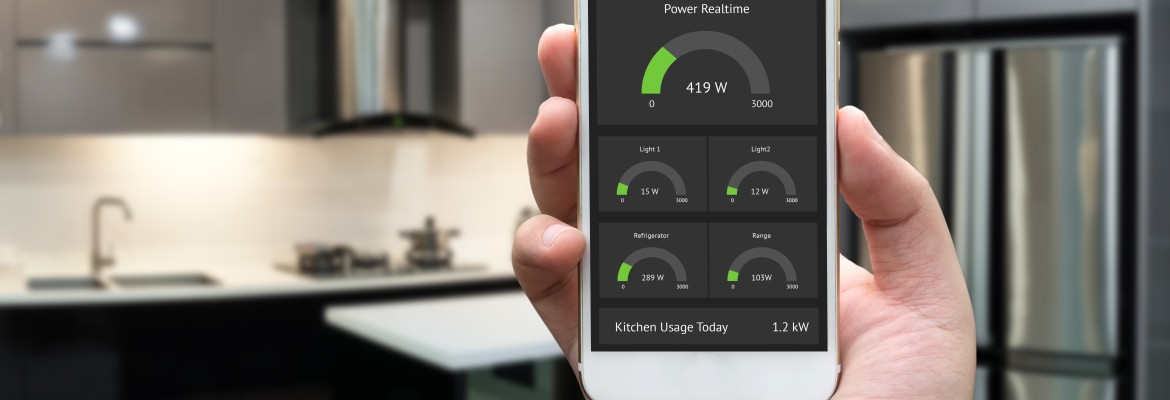 Power Realtime
419 W
0 3000
Light 1 Light2
15 W 12 W
0 3000 0 3000
Refrigerator Range
289 W 103W
0 3000 0 3000
Kitchen Usage Today 1.2 kW